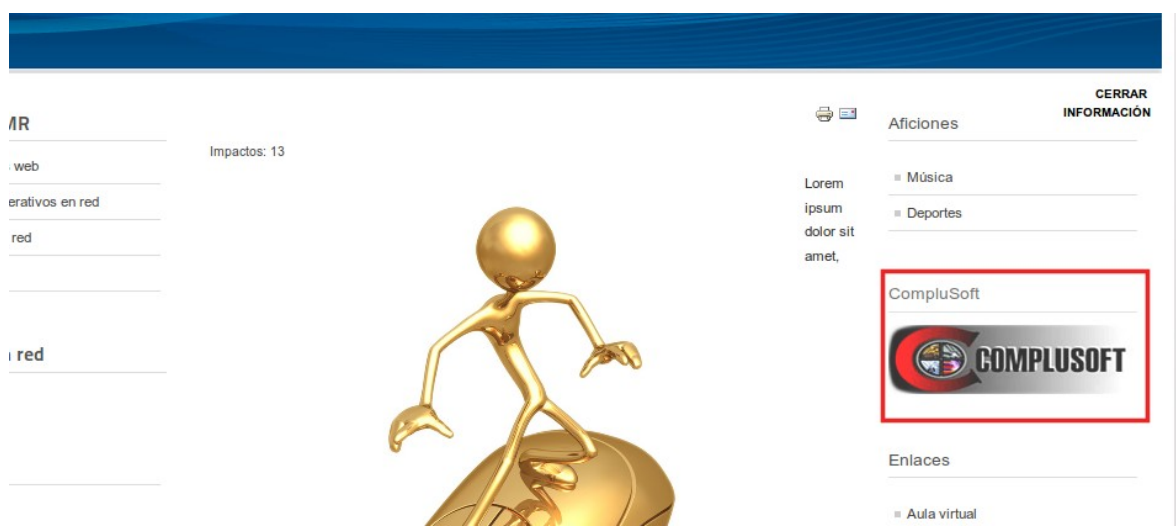 MR
web
erativos en red
red
red
Impactos: 13
Lorem
ipsum
dolor sit
amet,
CERRAR
INFORMACIÓN
Aficiones
Música
Deportes
CompluSoft
COMPLUSOFT
Enlaces
Aula virtual